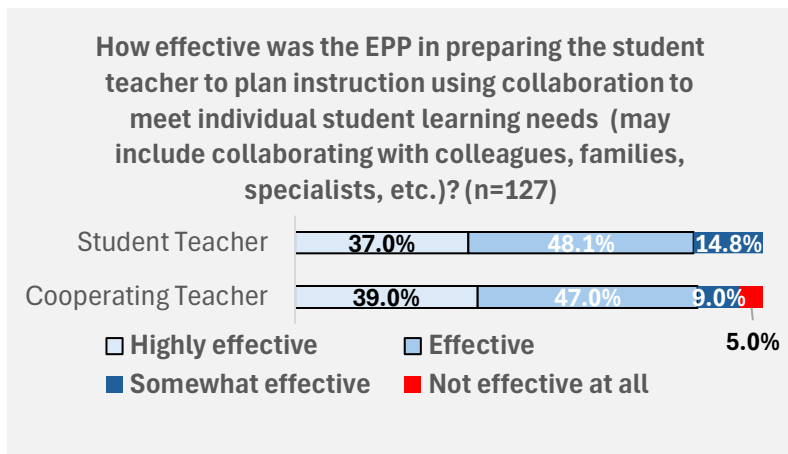 How effective was the EPP in preparing the student
teacher to plan instruction using collaboration to
meet individual student learning needs (may
include collaborating with colleagues, families,
specialists, etc.)? (n=127)
Student Teacher 37.0% 48.1% 14.8%
Cooperating Teacher 39.0% 47.0% 9.0%
5.0%
Highly effective Effective
Somewhat effective Not effective at all